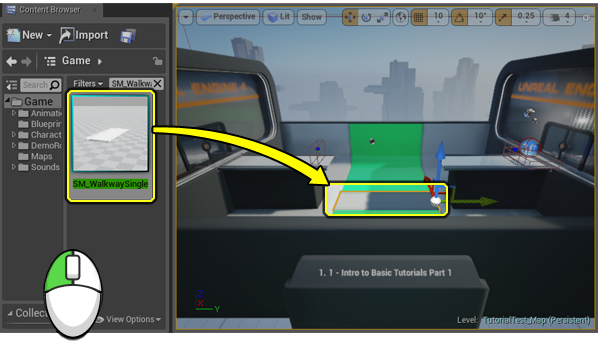 Content Browser
New
Import
Game
Search
Filters
SM_Walkw
Game
Animati
Blueprin
Charact
DemoRo
Maps
Sounds
SM_WalkwaySingle
Collec
View Options
Perspective
Lit
Show
10
10°
0.25
4
ENGINE 4
UNREAL ENG
1. 1 - Intro to Basic Tutorials Part 1
Z
X
Y
Level: TutorialTest_Map (Persistent)